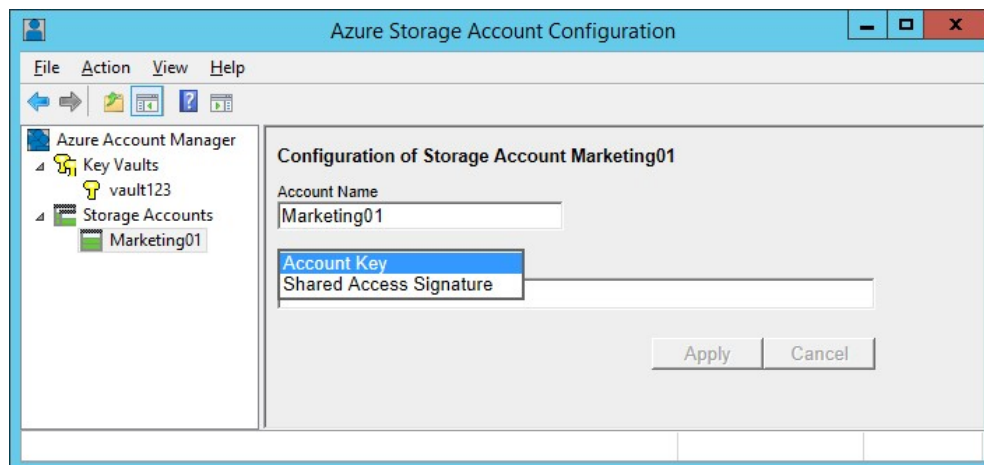 Azure Storage Account Configuration
File Action View Help
Azure Account Manager
Key Vaults
vault123
Storage Accounts
Marketing01
Configuration of Storage Account Marketing01
Account Name
Marketing01
Account Key
Shared Access Signature
Apply Cancel